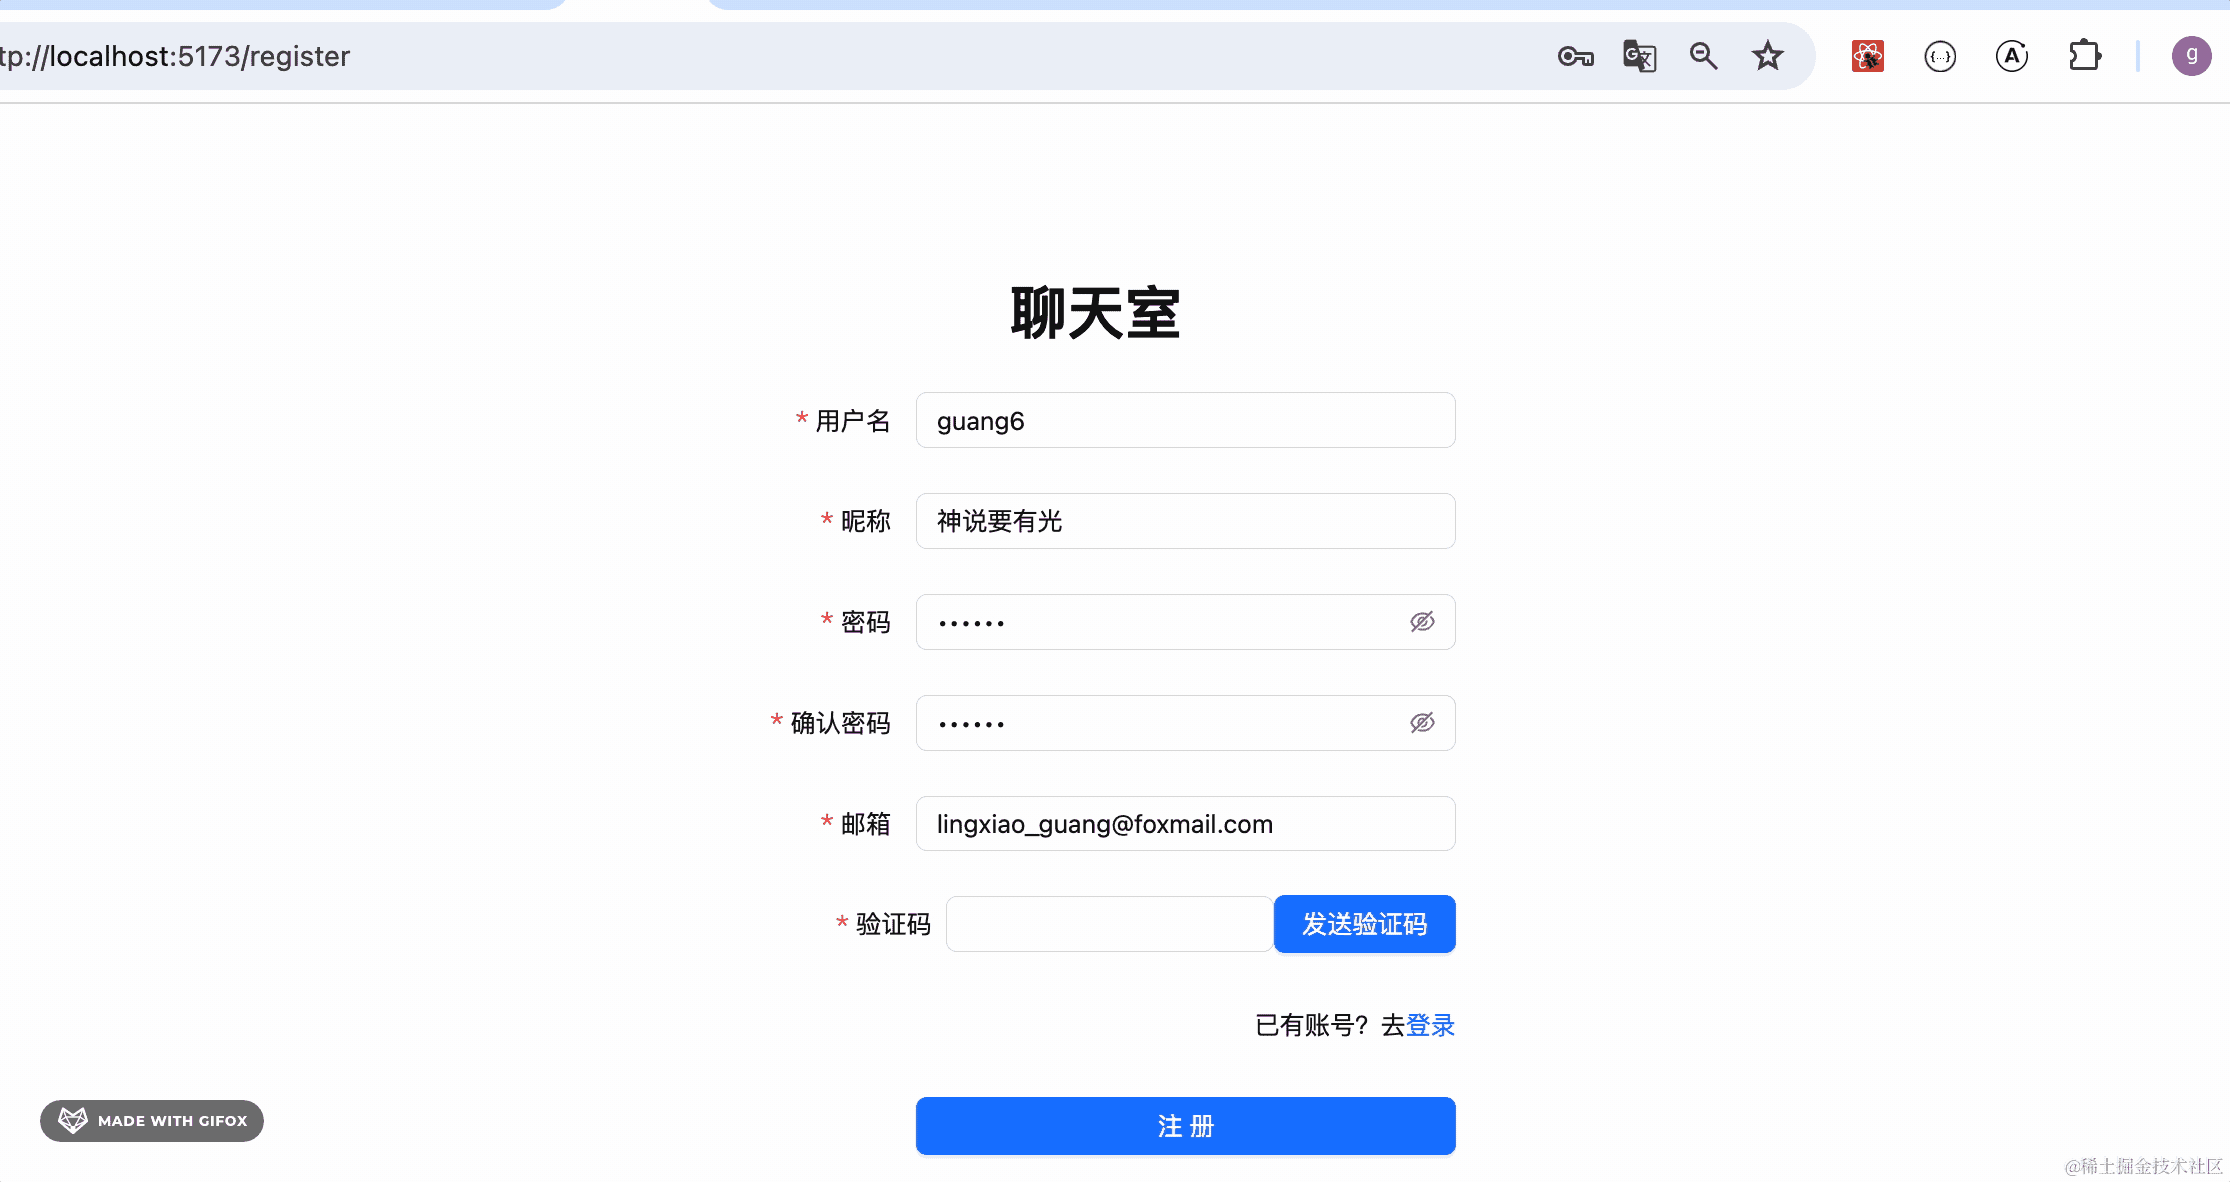 tp://localhost:5173/register
g
聊天室
* 用户名 guang6
* 昵称 神说要有光
* 密码 ••••••
* 确认密码 ••••••
* 邮箱 lingxiao_guang@foxmail.com
* 验证码 发送验证码
已有账号？去登录
注 册
MADE WITH GIFOX
@稀土掘金技术社区